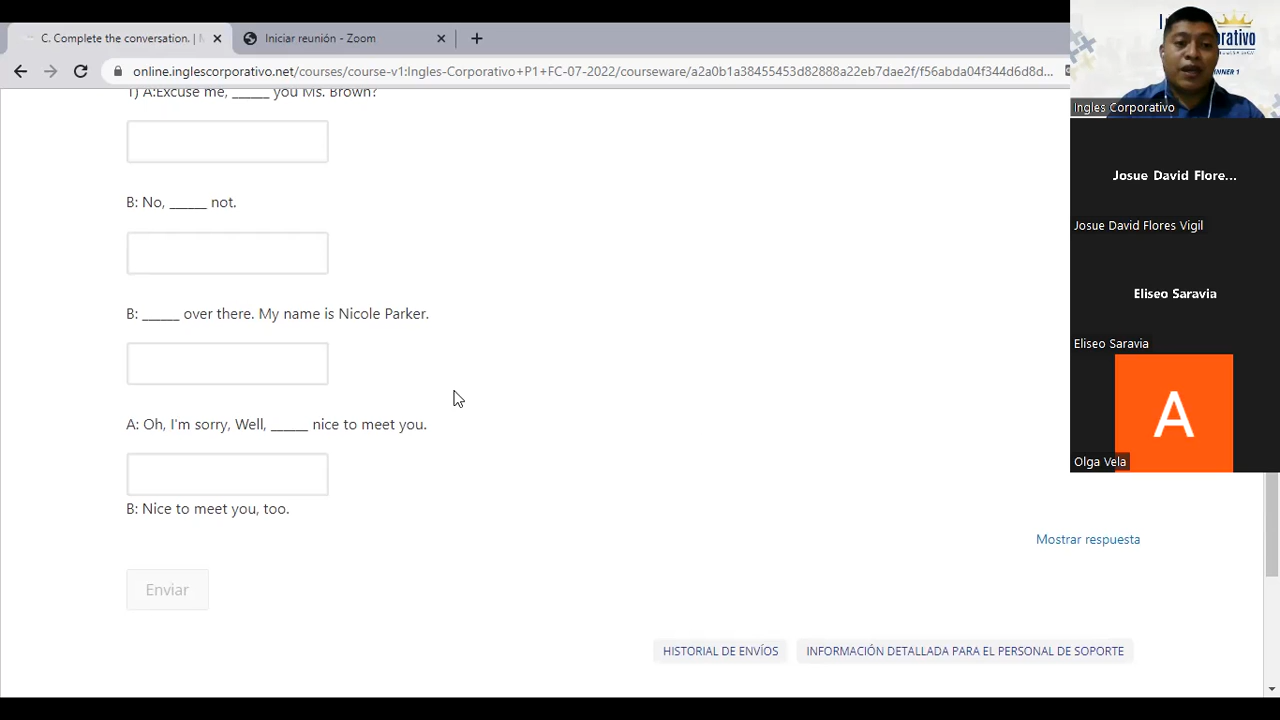 C. Complete the conversation. |
Iniciar reunión - Zoom
online.inglescorporativo.net/courses/course-v1:Ingles-Corporativo+P1+FC-07-2022/courseware/a2a0b1a38455453d82888a22eb7dae2f/f56abda04f344d6d8d...
1) A:Excuse me, ______ you Ms. Brown?
B: No, ______ not.
B: ______ over there. My name is Nicole Parker.
A: Oh, I'm sorry, Well, ______ nice to meet you.
B: Nice to meet you, too.
Mostrar respuesta
Enviar
HISTORIAL DE ENVÍOS
INFORMACIÓN DETALLADA PARA EL PERSONAL DE SOPORTE
Ingles Corporativo
Josue David Flore...
Josue David Flores Vigil
Eliseo Saravia
Eliseo Saravia
A
Olga Vela